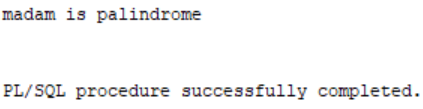 madam is palindrome
PL/SQL procedure successfully completed.